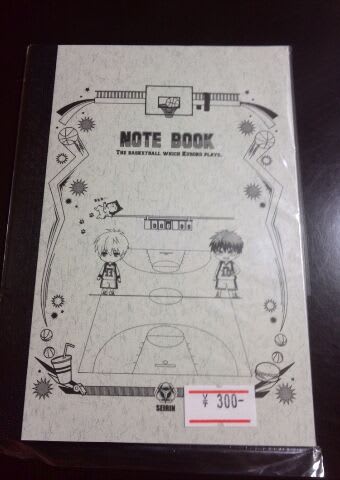 NOTE BOOK
THE BASKETBALL WHICH KUROKO PLAYS.
SEIRIN
¥ 300-